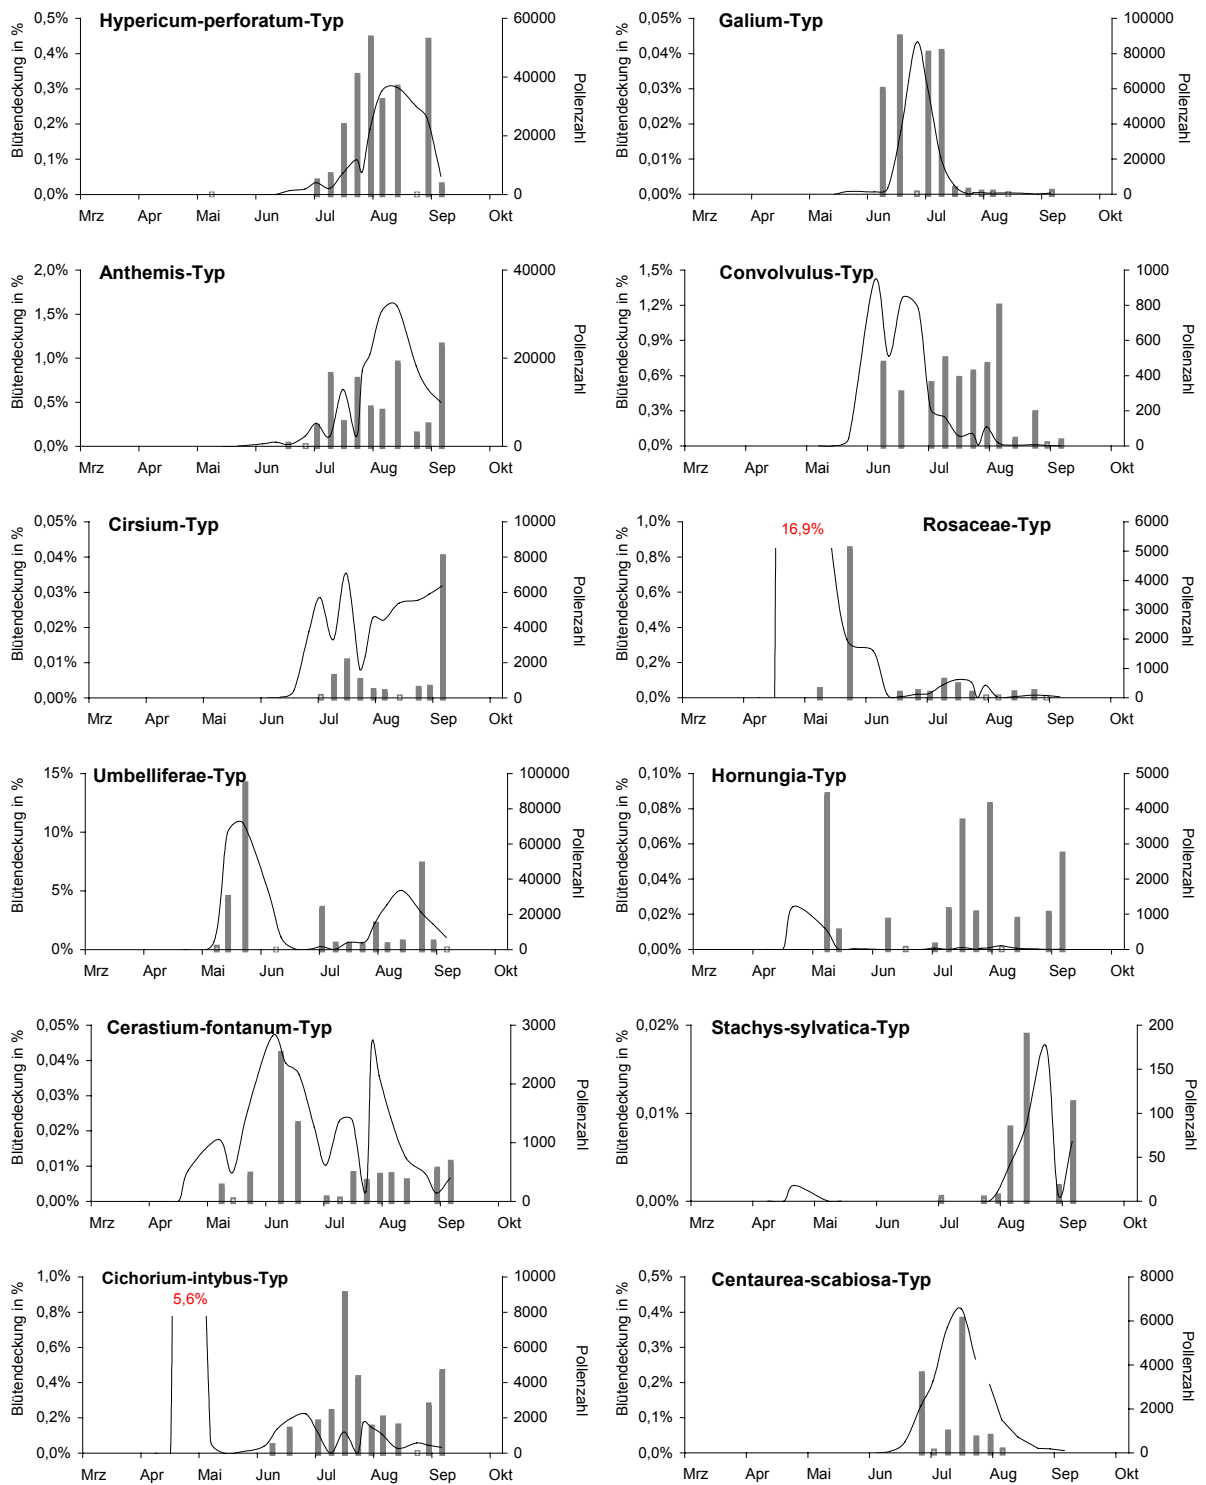 Hypericum-perforatum-Typ
Blütendeckung in %
0,5%
0,4%
0,3%
0,2%
0,1%
0,0%
60000
40000
20000
0
Pollenzahl
Mrz Apr Mai Jun Jul Aug Sep Okt
Galium-Typ
Blütendeckung in %
0,05%
0,04%
0,03%
0,02%
0,01%
0,00%
100000
80000
60000
40000
20000
0
Pollenzahl
Mrz Apr Mai Jun Jul Aug Sep Okt
Anthemis-Typ
Blütendeckung in %
2,0%
1,5%
1,0%
0,5%
0,0%
40000
20000
0
Pollenzahl
Mrz Apr Mai Jun Jul Aug Sep Okt
Convolvulus-Typ
Blütendeckung in %
1,5%
1,2%
0,9%
0,6%
0,3%
0,0%
1000
800
600
400
200
0
Pollenzahl
Mrz Apr Mai Jun Jul Aug Sep Okt
Cirsium-Typ
Blütendeckung in %
0,05%
0,04%
0,03%
0,02%
0,01%
0,00%
10000
8000
6000
4000
2000
0
Pollenzahl
Mrz Apr Mai Jun Jul Aug Sep Okt
Rosaceae-Typ
16,9%
Blütendeckung in %
1,0%
0,8%
0,6%
0,4%
0,2%
0,0%
6000
5000
4000
3000
2000
1000
0
Pollenzahl
Mrz Apr Mai Jun Jul Aug Sep Okt
Umbelliferae-Typ
Blütendeckung in %
15%
10%
5%
0%
100000
80000
60000
40000
20000
0
Pollenzahl
Mrz Apr Mai Jun Jul Aug Sep Okt
Hornungia-Typ
Blütendeckung in %
0,10%
0,08%
0,06%
0,04%
0,02%
0,00%
5000
4000
3000
2000
1000
0
Pollenzahl
Mrz Apr Mai Jun Jul Aug Sep Okt
Cerastium-fontanum-Typ
Blütendeckung in %
0,05%
0,04%
0,03%
0,02%
0,01%
0,00%
3000
2000
1000
0
Pollenzahl
Mrz Apr Mai Jun Jul Aug Sep Okt
Stachys-sylvatica-Typ
Blütendeckung in %
0,02%
0,01%
0,00%
200
150
100
50
0
Pollenzahl
Mrz Apr Mai Jun Jul Aug Sep Okt
Cichorium-intybus-Typ
5,6%
Blütendeckung in %
1,0%
0,8%
0,6%
0,4%
0,2%
0,0%
10000
8000
6000
4000
2000
0
Pollenzahl
Mrz Apr Mai Jun Jul Aug Sep Okt
Centaurea-scabiosa-Typ
Blütendeckung in %
0,5%
0,4%
0,3%
0,2%
0,1%
0,0%
8000
6000
4000
2000
0
Pollenzahl
Mrz Apr Mai Jun Jul Aug Sep Okt